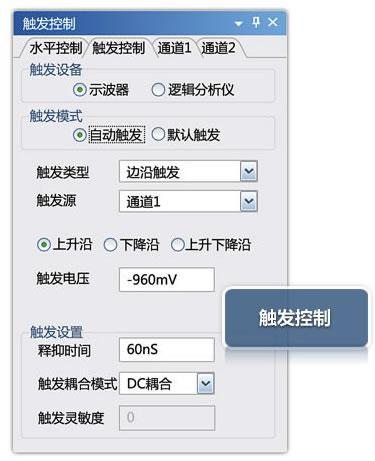 触发控制
水平控制 触发控制 通道1 通道2
触发设备
示波器 逻辑分析仪
触发模式
自动触发 默认触发
触发类型 边沿触发
触发源 通道1
上升沿 下降沿 上升下降沿
触发电压 -960mV
触发控制
触发设置
释抑时间 60nS
触发耦合模式 DC耦合
触发灵敏度 0